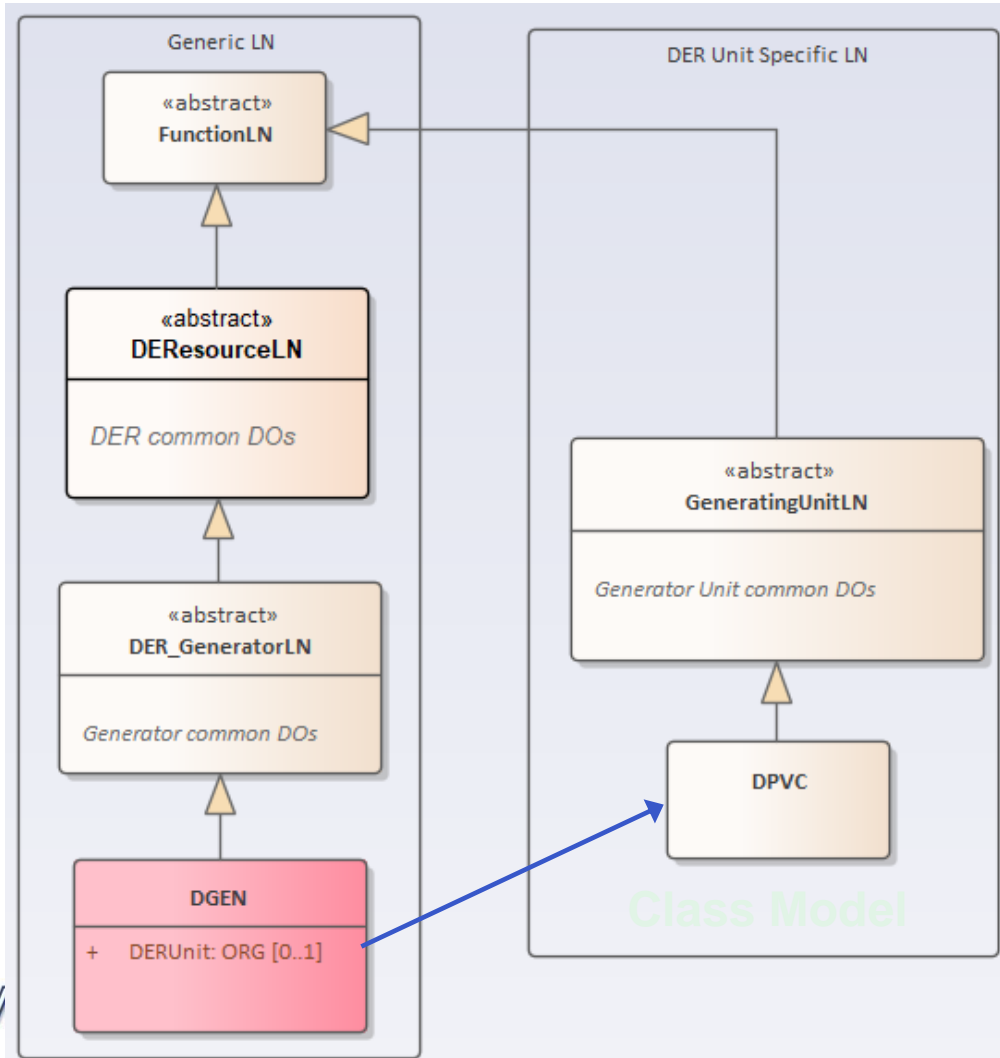 Generic LN
«abstract»
FunctionLN
«abstract»
DEResourceLN
DER common DOs
«abstract»
DER_GeneratorLN
Generator common DOs
DGEN
+ DERUnit: ORG [0..1]
DER Unit Specific LN
«abstract»
GeneratingUnitLN
Generator Unit common DOs
DPVC
Class Model